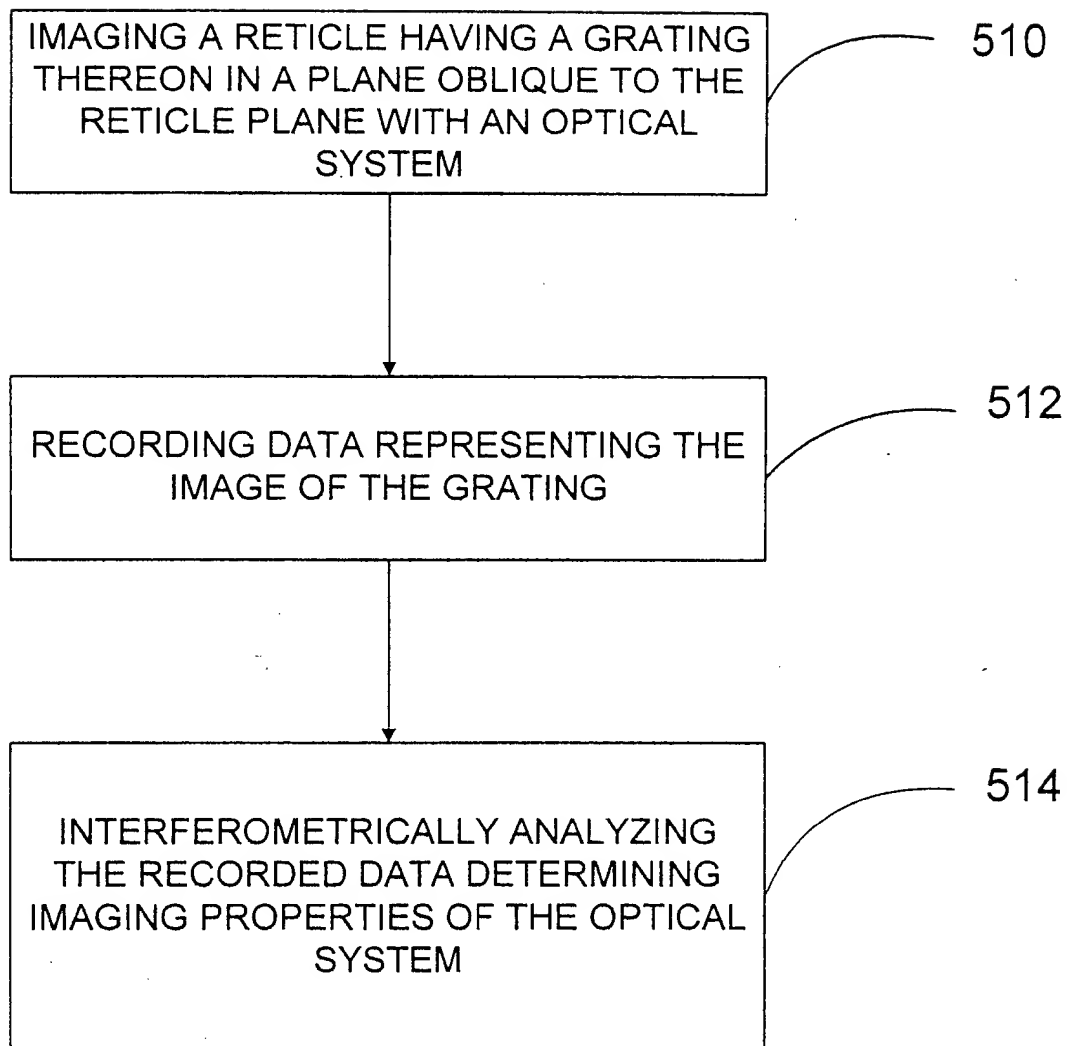 IMAGING A RETICLE HAVING A GRATING
THEREON IN A PLANE OBLIQUE TO THE
RETICLE PLANE WITH AN OPTICAL
SYSTEM
510
RECORDING DATA REPRESENTING THE
IMAGE OF THE GRATING
512
INTERFEROMETRICALLY ANALYZING
THE RECORDED DATA DETERMINING
IMAGING PROPERTIES OF THE OPTICAL
SYSTEM
514